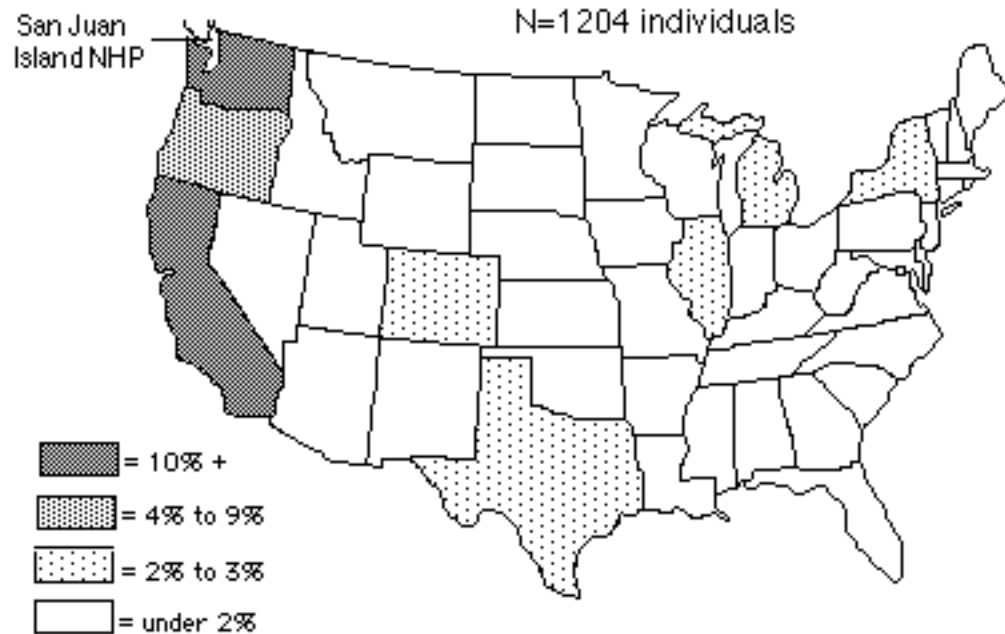 San Juan
Island NHP
N=1204 individuals
= 10% +
= 4% to 9%
= 2% to 3%
= under 2%